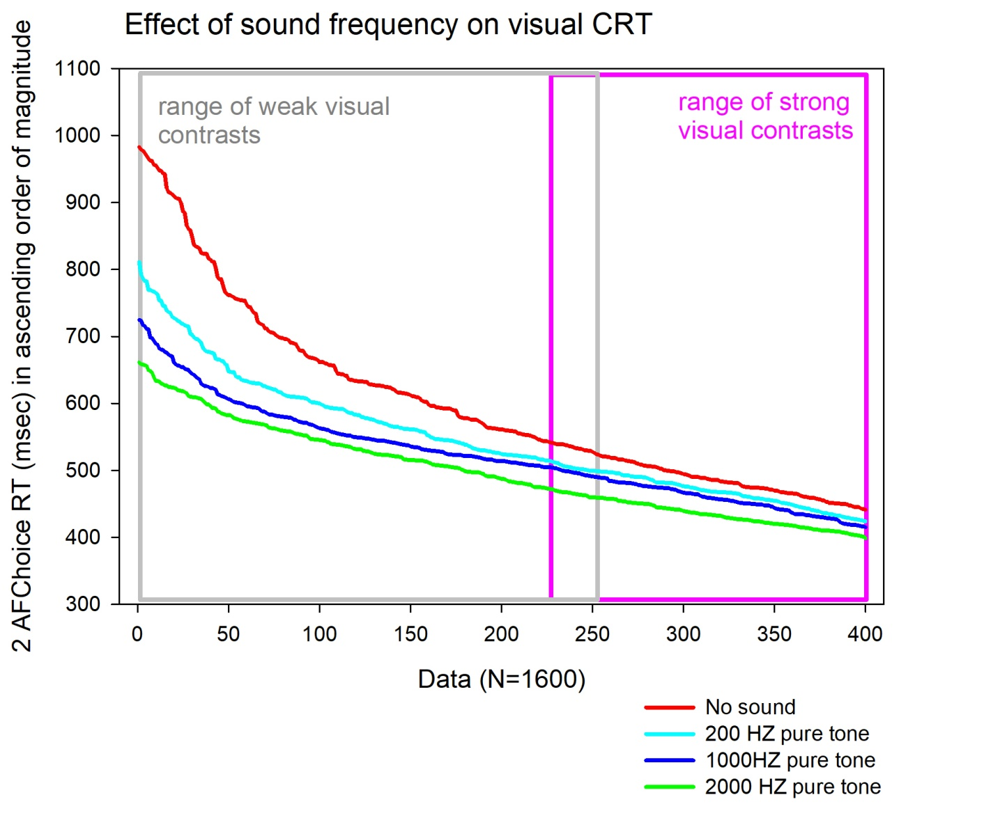 Effect of sound frequency on visual CRT
2 AFChoice RT (msec) in ascending order of magnitude
1100
1000
900
800
700
600
500
400
300
range of weak visual
contrasts
range of strong
visual contrasts
0 50 100 150 200 250 300 350 400
Data (N=1600)
No sound
200 HZ pure tone
1000HZ pure tone
2000 HZ pure tone